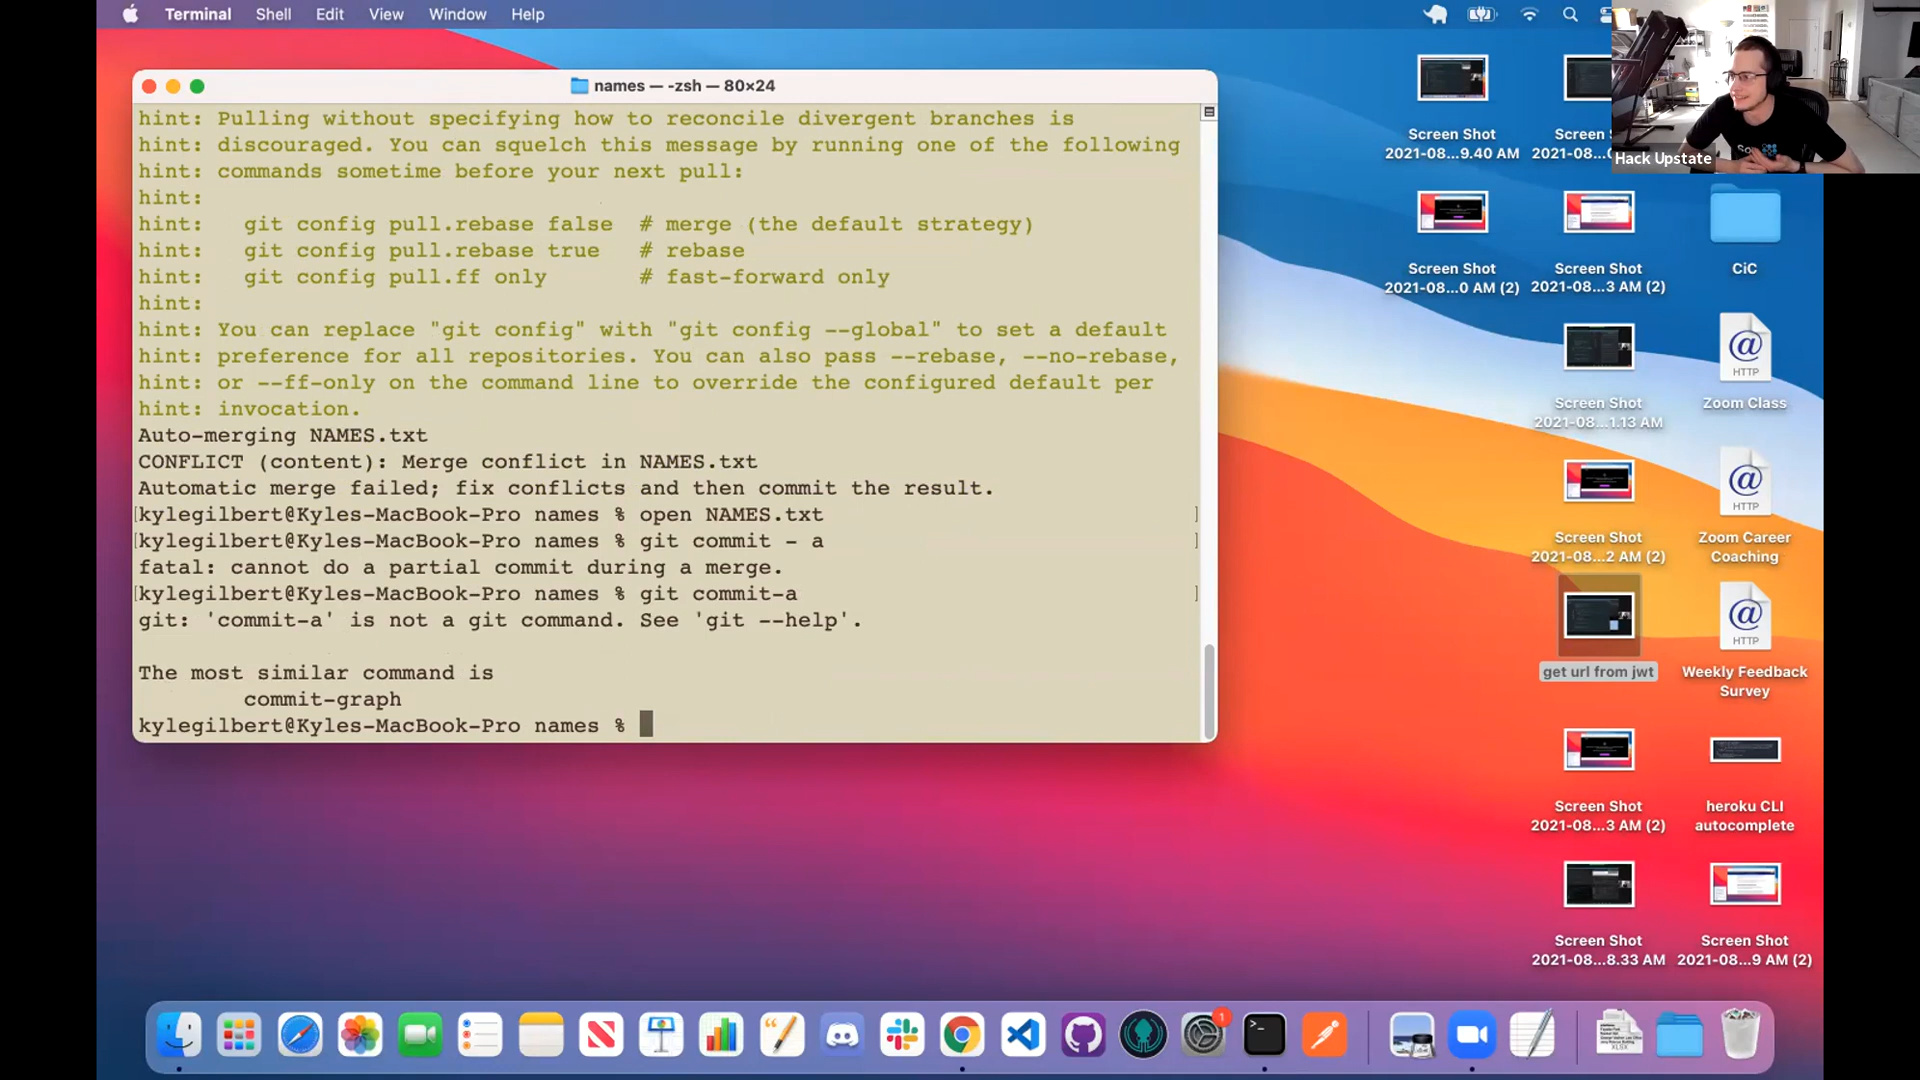 Terminal Shell Edit View Window Help
names — -zsh — 80×24
hint: Pulling without specifying how to reconcile divergent branches is
hint: discouraged. You can squelch this message by running one of the following
hint: commands sometime before your next pull:
hint:
hint:   git config pull.rebase false  # merge (the default strategy)
hint:   git config pull.rebase true   # rebase
hint:   git config pull.ff only       # fast-forward only
hint:
hint: You can replace "git config" with "git config --global" to set a default
hint: preference for all repositories. You can also pass --rebase, --no-rebase,
hint: or --ff-only on the command line to override the configured default per
hint: invocation.
Auto-merging NAMES.txt
CONFLICT (content): Merge conflict in NAMES.txt
Automatic merge failed; fix conflicts and then commit the result.
[kylegilbert@Kyles-MacBook-Pro names % open NAMES.txt ]
[kylegilbert@Kyles-MacBook-Pro names % git commit - a ]
fatal: cannot do a partial commit during a merge.
[kylegilbert@Kyles-MacBook-Pro names % git commit-a ]
git: 'commit-a' is not a git command. See 'git --help'.
The most similar command is
commit-graph
kylegilbert@Kyles-MacBook-Pro names %
Hack Upstate
Screen Shot
2021-08...9.40 AM
Screen Shot
2021-08...0 AM (2)
Screen Shot
2021-08...3 AM (2)
CiC
Screen Shot
2021-08...1.13 AM
Zoom Class
Screen Shot
2021-08...2 AM (2)
Zoom Career
Coaching
get url from jwt
Weekly Feedback
Survey
Screen Shot
2021-08...3 AM (2)
heroku CLI
autocomplete
Screen Shot
2021-08...8.33 AM
Screen Shot
2021-08...9 AM (2)
HTTP
HTTP
HTTP
1
XLSX